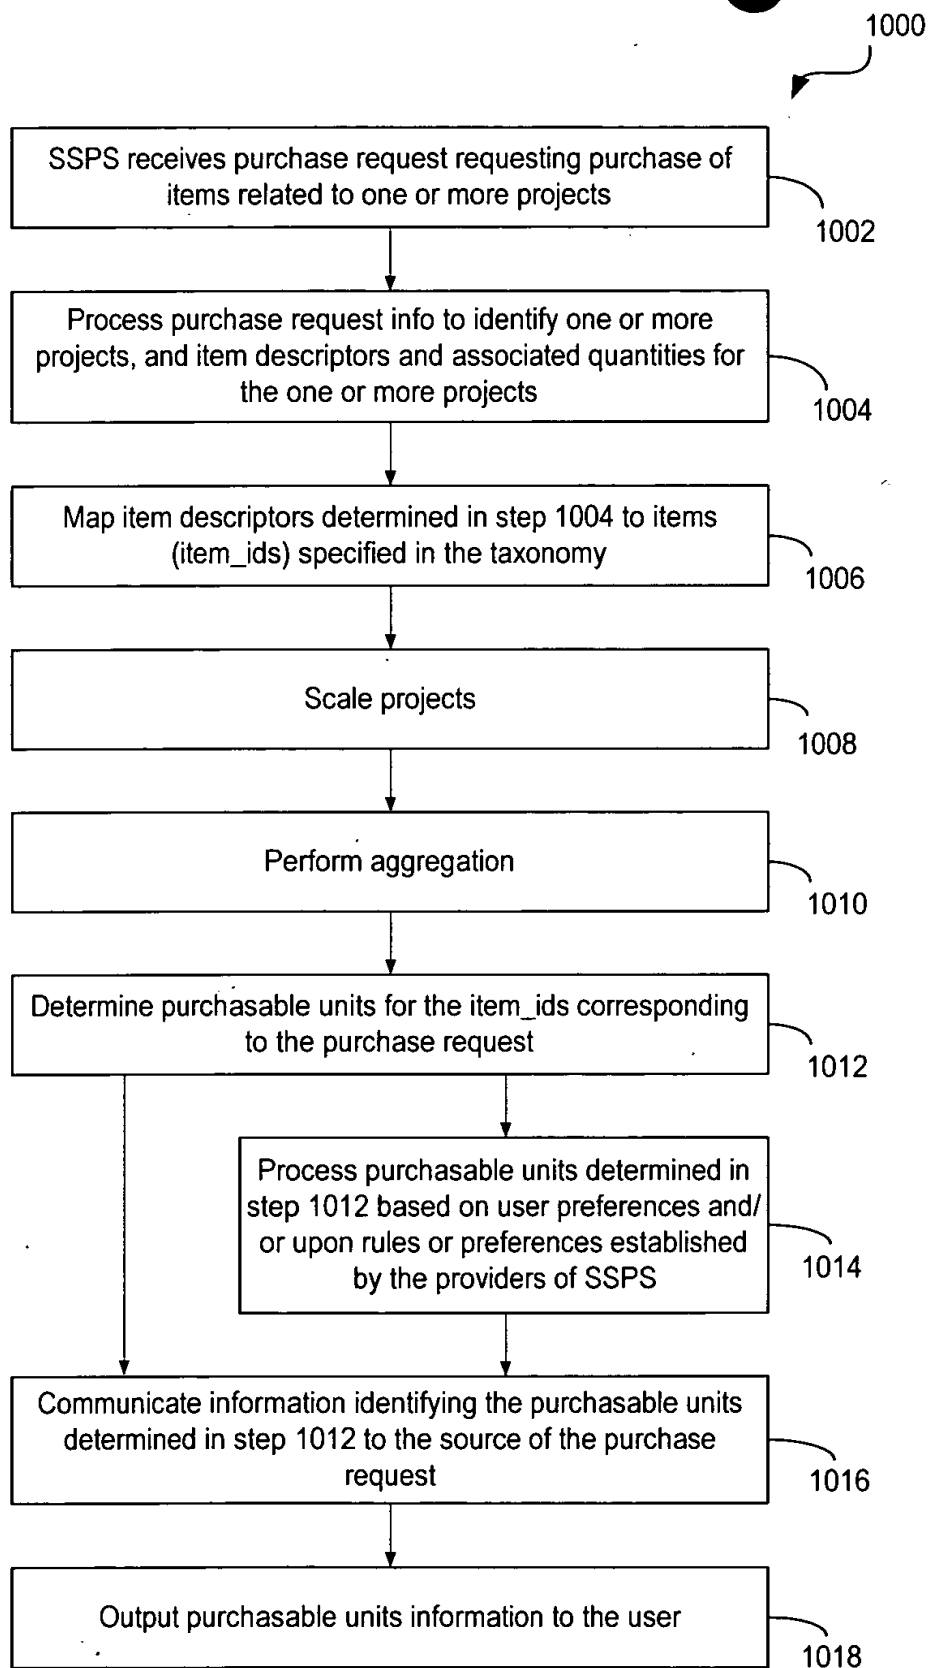 1000
SSPS receives purchase request requesting purchase of
items related to one or more projects
1002
Process purchase request info to identify one or more
projects, and item descriptors and associated quantities for
the one or more projects
1004
Map item descriptors determined in step 1004 to items
(item_ids) specified in the taxonomy
1006
Scale projects
1008
Perform aggregation
1010
Determine purchasable units for the item_ids corresponding
to the purchase request
1012
Process purchasable units determined in
step 1012 based on user preferences and/
or upon rules or preferences established
by the providers of SSPS
1014
Communicate information identifying the purchasable units
determined in step 1012 to the source of the purchase
request
1016
Output purchasable units information to the user
1018